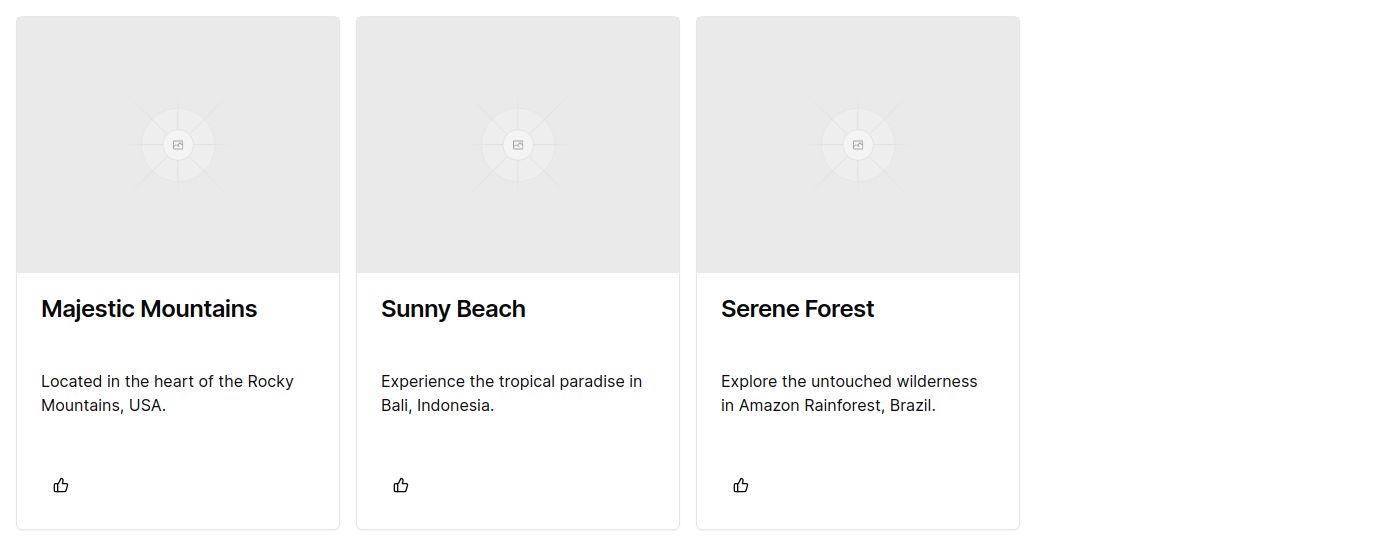 Majestic Mountains
Located in the heart of the Rocky
Mountains, USA.
Sunny Beach
Experience the tropical paradise in
Bali, Indonesia.
Serene Forest
Explore the untouched wilderness
in Amazon Rainforest, Brazil.